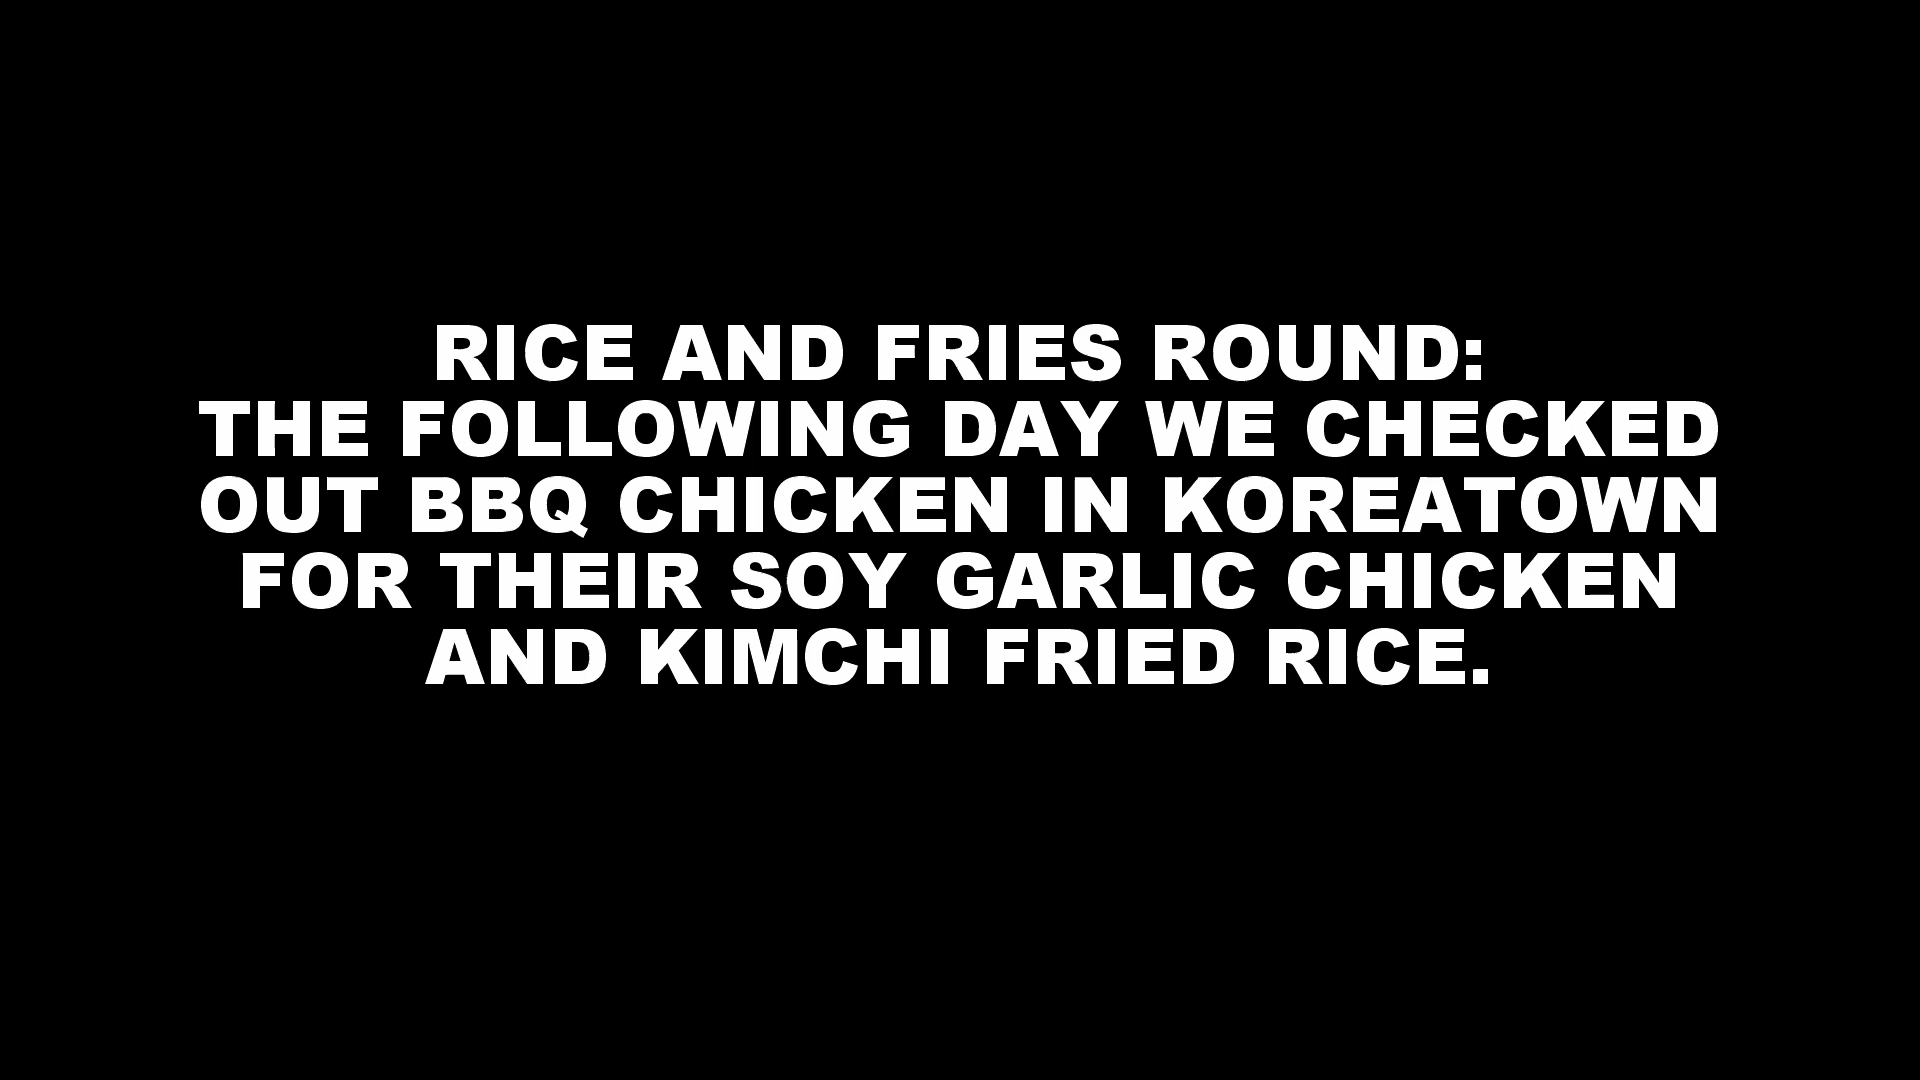 RICE AND FRIES ROUND:
THE FOLLOWING DAY WE CHECKED
OUT BBQ CHICKEN IN KOREATOWN
FOR THEIR SOY GARLIC CHICKEN
AND KIMCHI FRIED RICE.